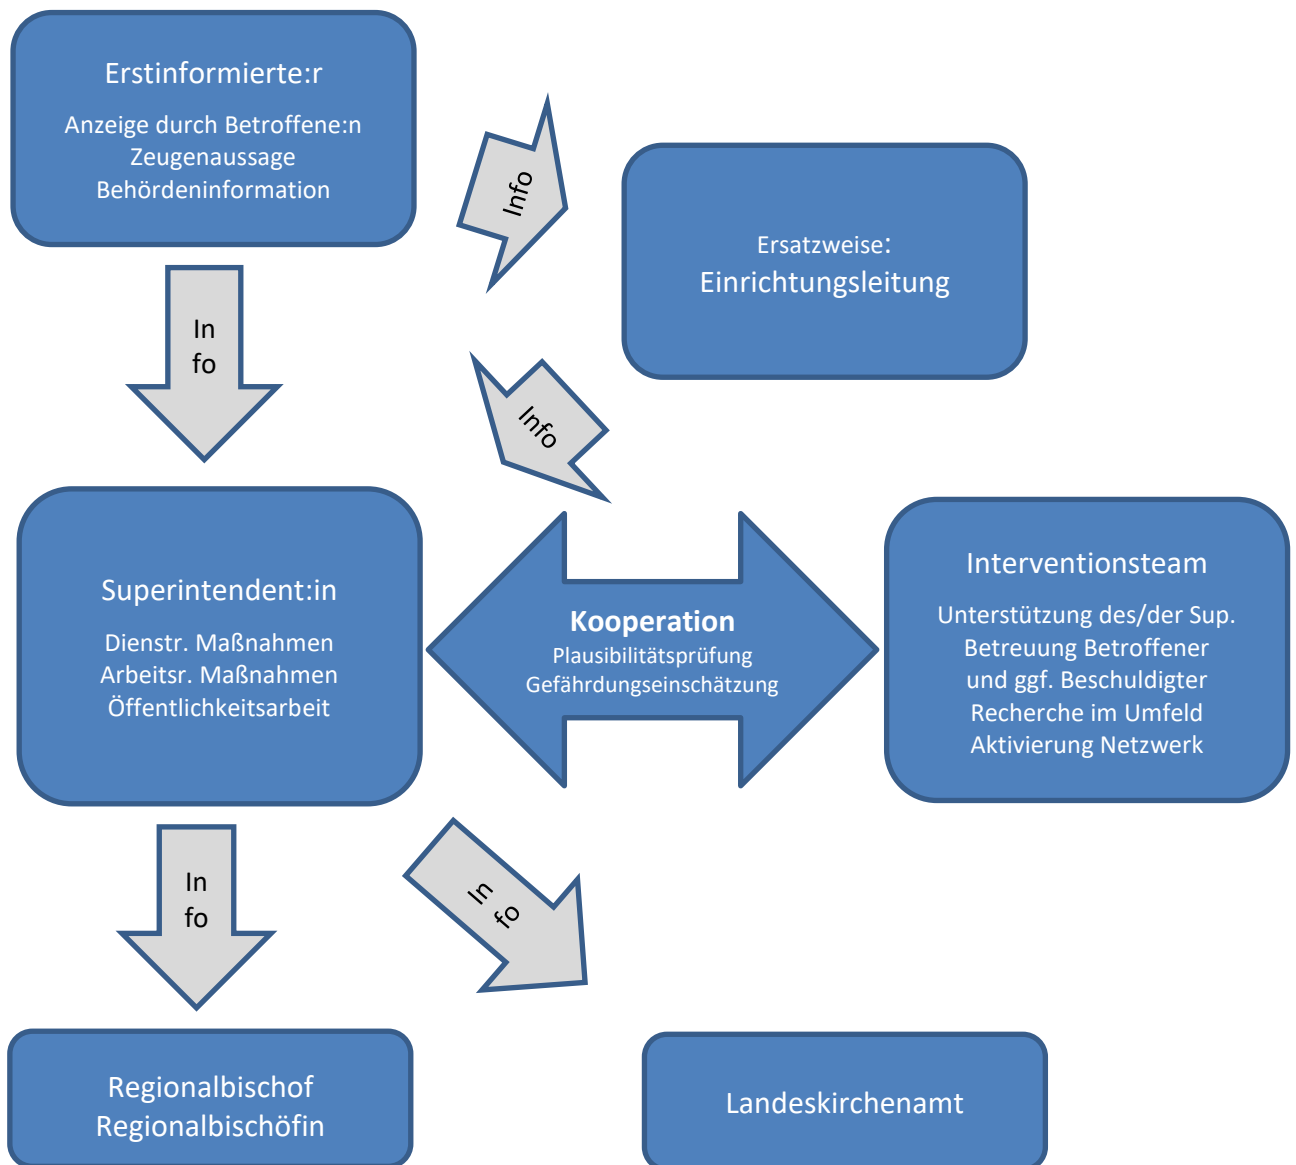 Erstinformierte:r
Anzeige durch Betroffene:n
Zeugenaussage
Behördeninformation
Info
Ersatzweise:
Einrichtungsleitung
In
fo
Info
Superintendent:in
Dienstr. Maßnahmen
Arbeitsr. Maßnahmen
Öffentlichkeitsarbeit
Kooperation
Plausibilitätsprüfung
Gefährdungseinschätzung
Interventionsteam
Unterstützung des/der Sup.
Betreuung Betroffener
und ggf. Beschuldigter
Recherche im Umfeld
Aktivierung Netzwerk
In
fo
In
fo
Regionalbischof
Regionalbischöfin
Landeskirchenamt